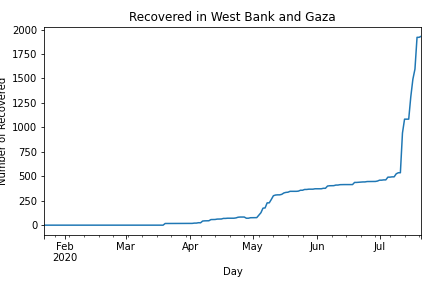 Recovered in West Bank and Gaza
2000
1750
1500
1250
1000
750
500
250
0
Number of Recovered
Feb Mar Apr May Jun Jul
2020
Day